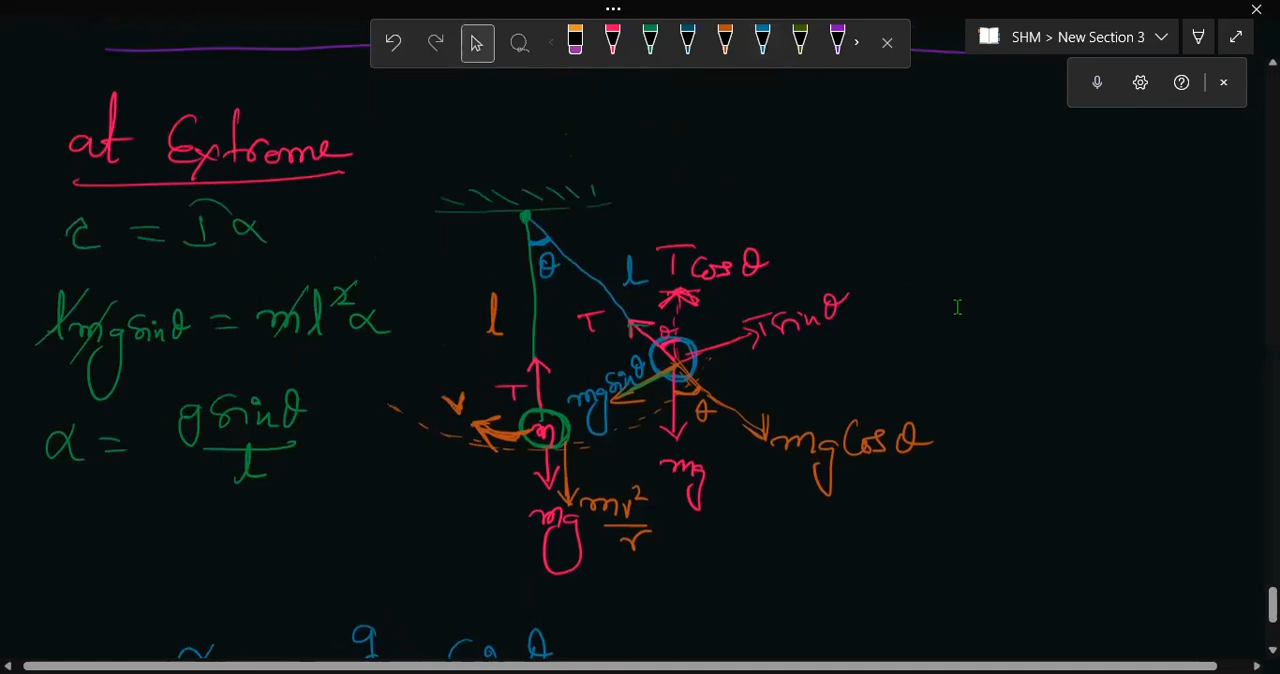 SHM > New Section 3
at Extreme
τ = Iα
lmg sinθ = ml²α
α = g sinθ / l
θ
l
T cosθ
l
T
θ
T sinθ
mg sinθ
T
v
m
θ
mg cosθ
mg
mg
mv²/r